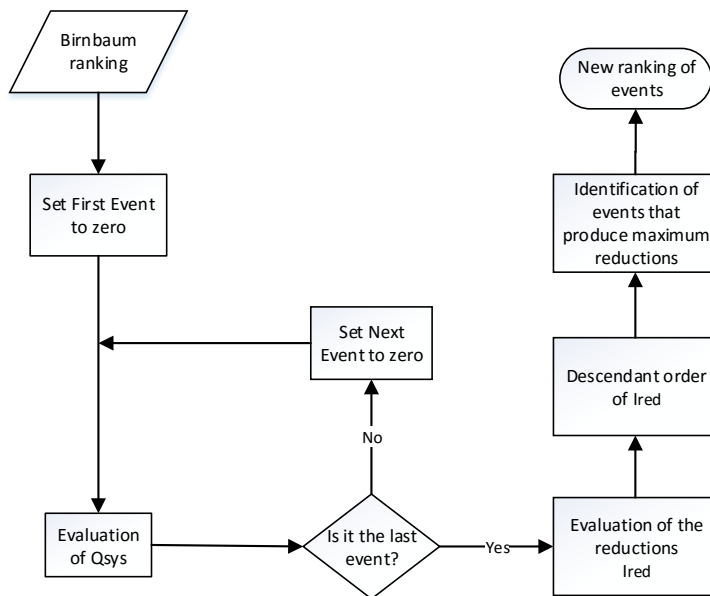 Birnbaum
ranking
Set First Event
to zero
Evaluation
of Qsys
Is it the last
event?
No
Set Next
Event to zero
Yes
Evaluation of the
reductions
Ired
Descendant order
of Ired
Identification of
events that
produce maximum
reductions
New ranking of
events